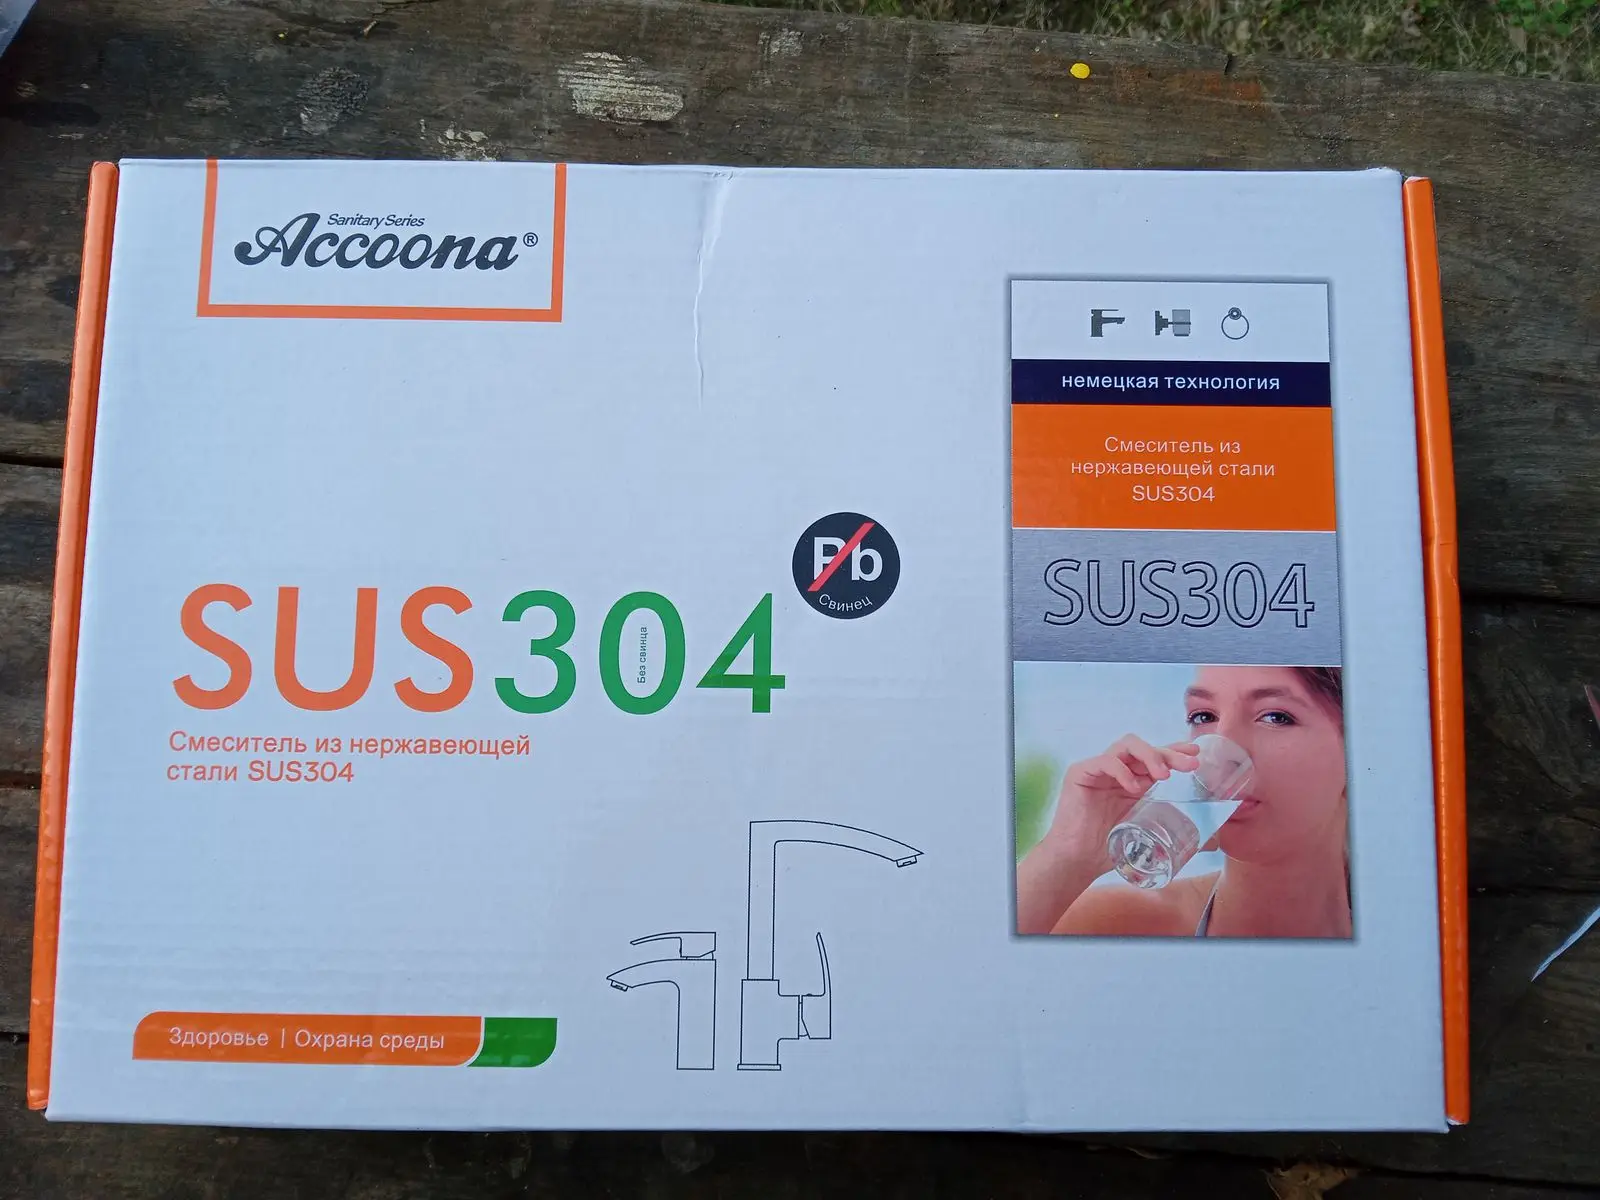 Sanitary Series
Accoona®
немецкая технология
Смеситель из
нержавеющей стали
SUS304
SUS304
Pb
Свинец
SUS304
Без свинца
Смеситель из нержавеющей
стали SUS304
Здоровье | Охрана среды